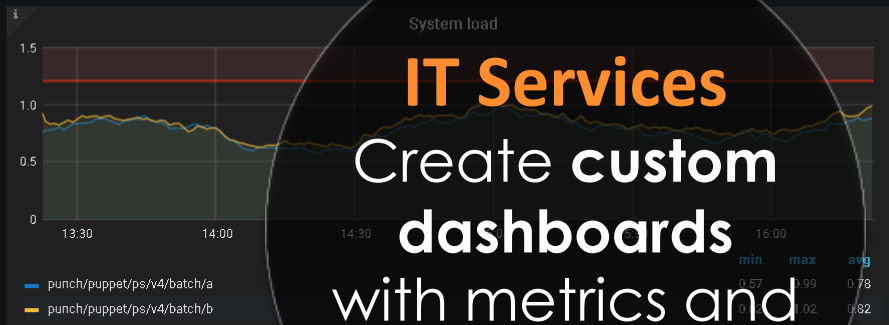 i
System load
1.5
1.0
0.5
0
13:30 14:00 14:30 16:00
IT Services
Create custom
dashboards
with metrics and
min max avg
punch/puppet/ps/v4/batch/a 0.57 0.99 0.78
punch/puppet/ps/v4/batch/b 1.02 0.82